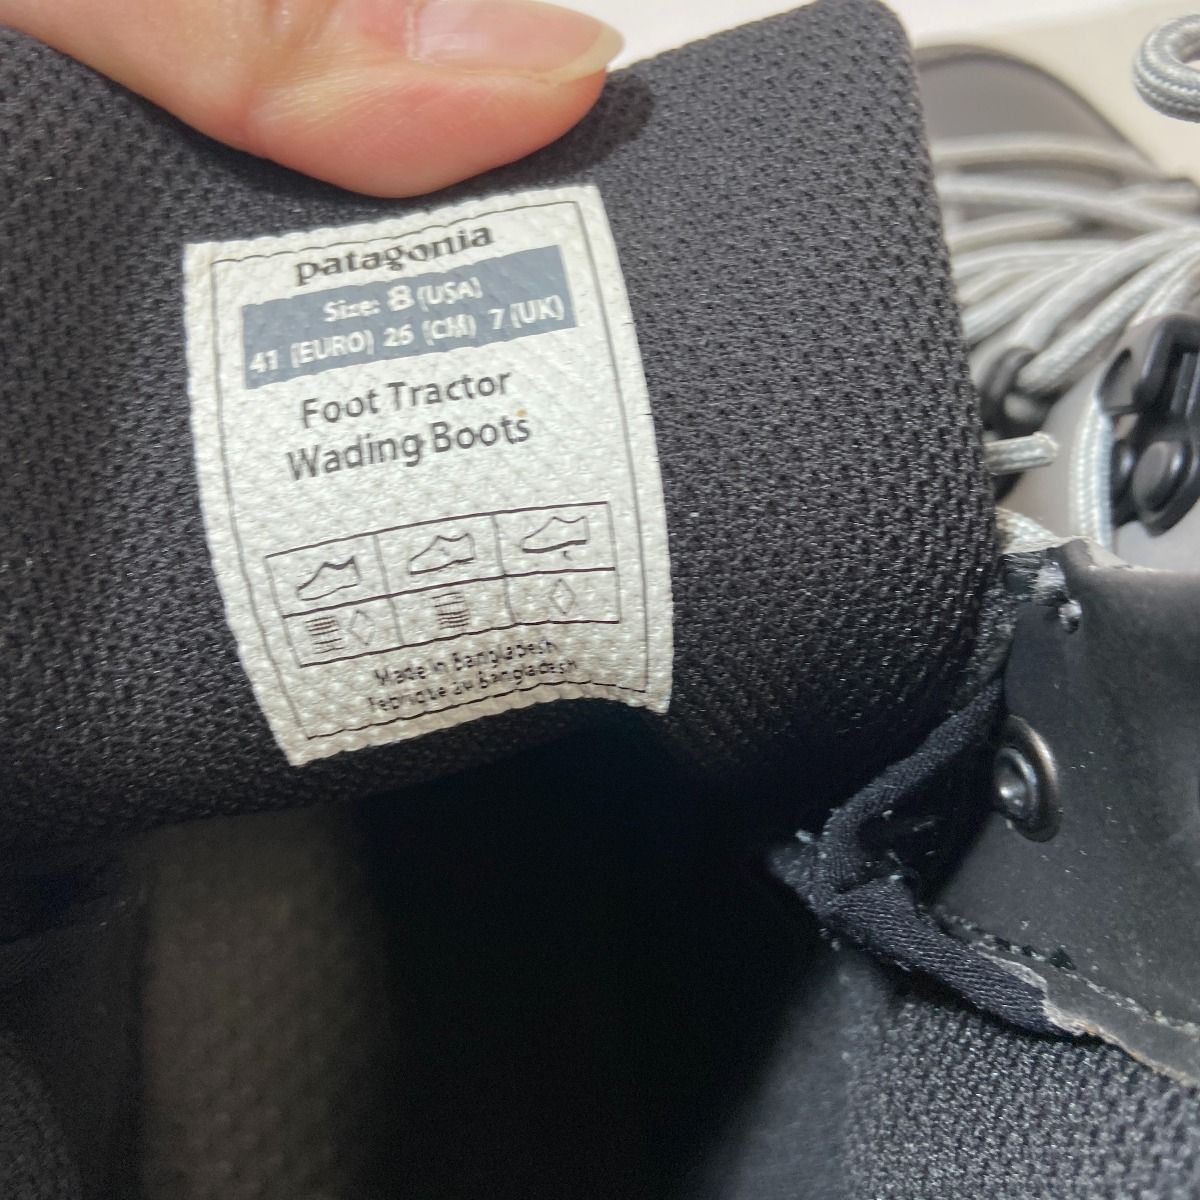 patagonia
Size: 8 (USA)
41 (EURO) 26 (CM) 7 (UK)
Foot Tractor
Wading Boots
Made in Bangladesh
Fabriqué au Bangladesh